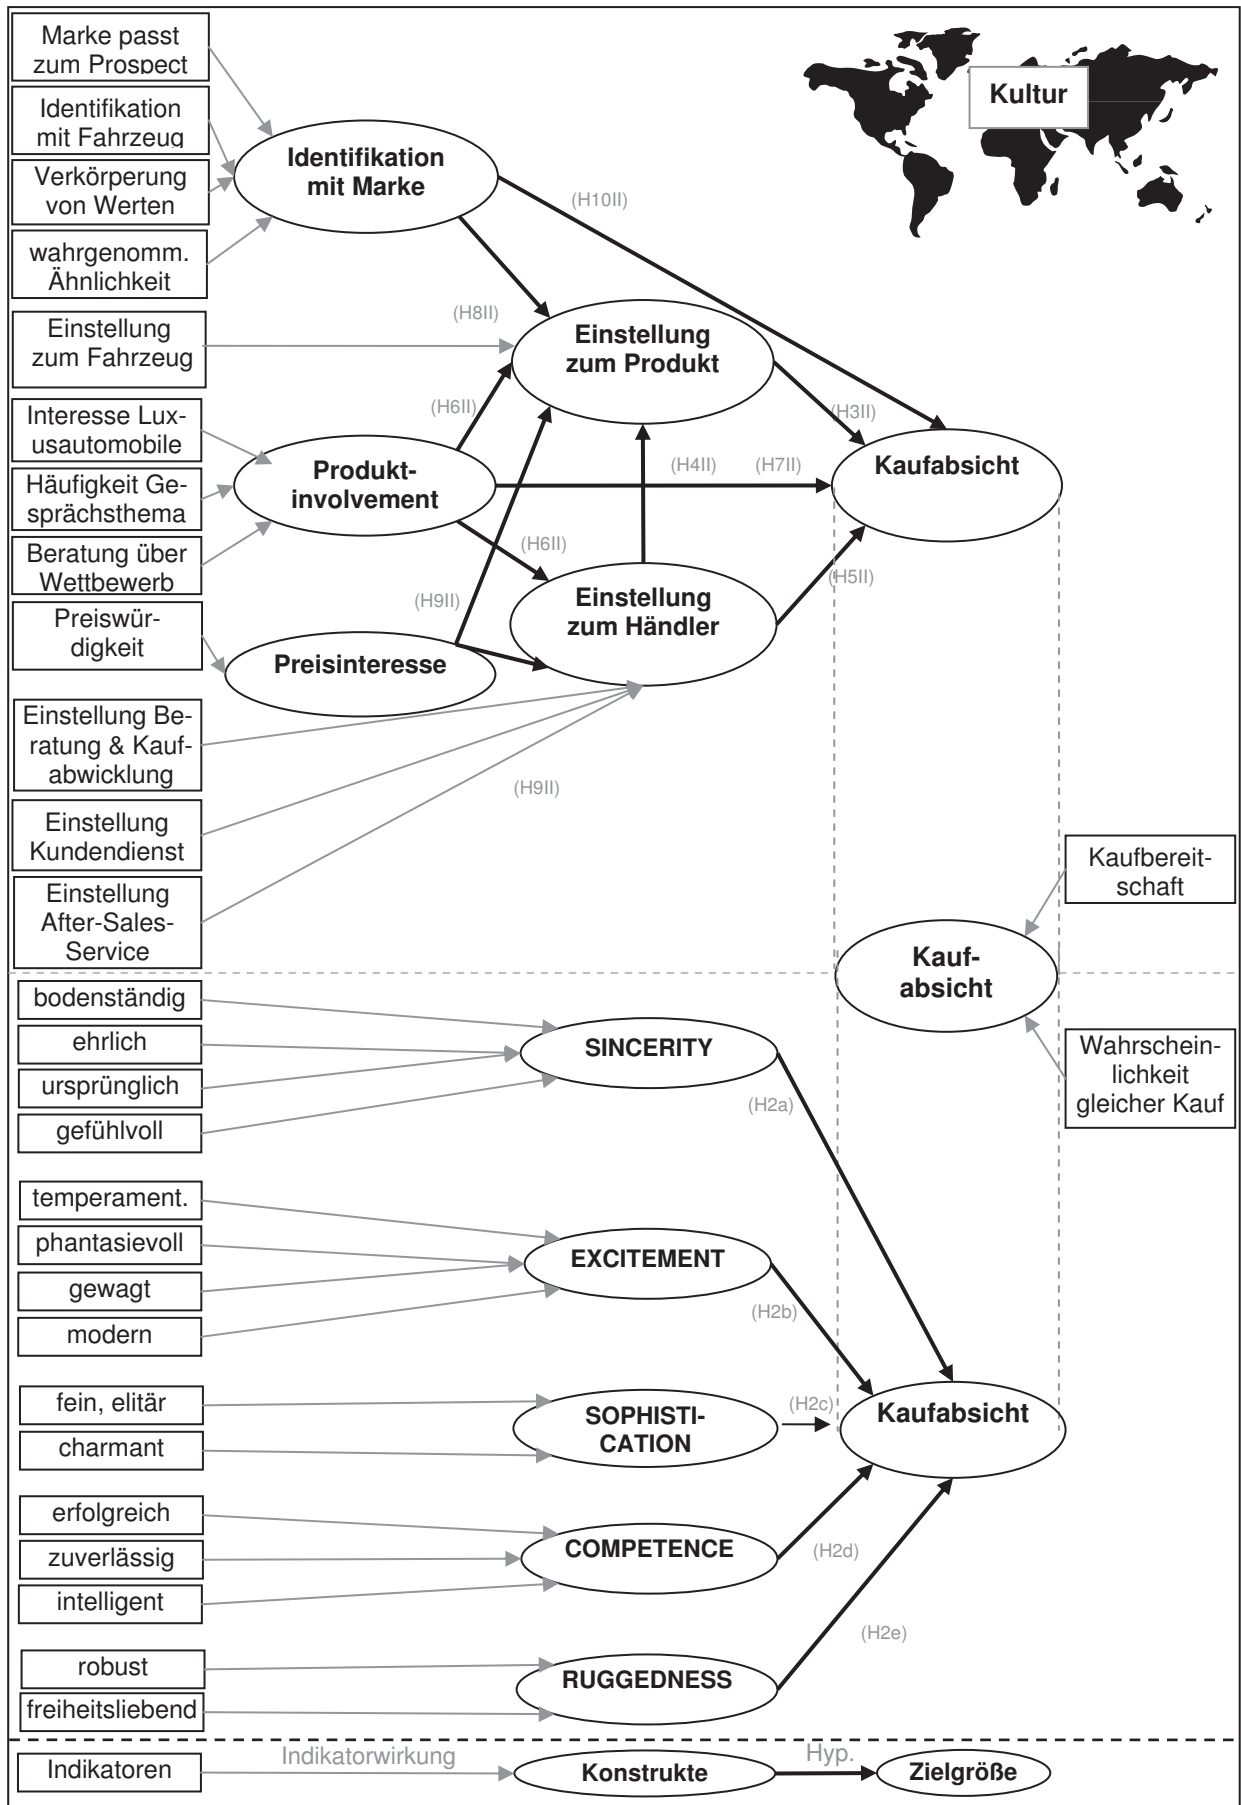 Marke passt
zum Prospect
Identifikation
mit Fahrzeug
Verkörperung
von Werten
wahrgenomm.
Ähnlichkeit
Einstellung
zum Fahrzeug
Interesse Lux-
usautomobile
Häufigkeit Ge-
sprächsthema
Beratung über
Wettbewerb
Preiswür-
digkeit
Einstellung Be-
ratung & Kauf-
abwicklung
Einstellung
Kundendienst
Einstellung
After-Sales-
Service
Identifikation
mit Marke
Kultur
(H10II)
(H8II)
Einstellung
zum Produkt
(H6II)
(H3II)
Produkt-
involvement
(H4II)
(H7II)
Kaufabsicht
(H6II)
(H9II)
Einstellung
zum Händler
(H5II)
Preisinteresse
(H9II)
Kaufbereit-
schaft
Kauf-
absicht
Wahrschein-
lichkeit
gleicher Kauf
bodenständig
ehrlich
ursprünglich
gefühlvoll
SINCERITY
(H2a)
temperament.
phantasievoll
gewagt
modern
EXCITEMENT
(H2b)
fein, elitär
charmant
SOPHISTI-
CATION
(H2c)
Kaufabsicht
erfolgreich
zuverlässig
intelligent
COMPETENCE
(H2d)
robust
freiheitsliebend
RUGGEDNESS
(H2e)
Indikatoren
Indikatorwirkung
Konstrukte
Hyp.
Zielgröße